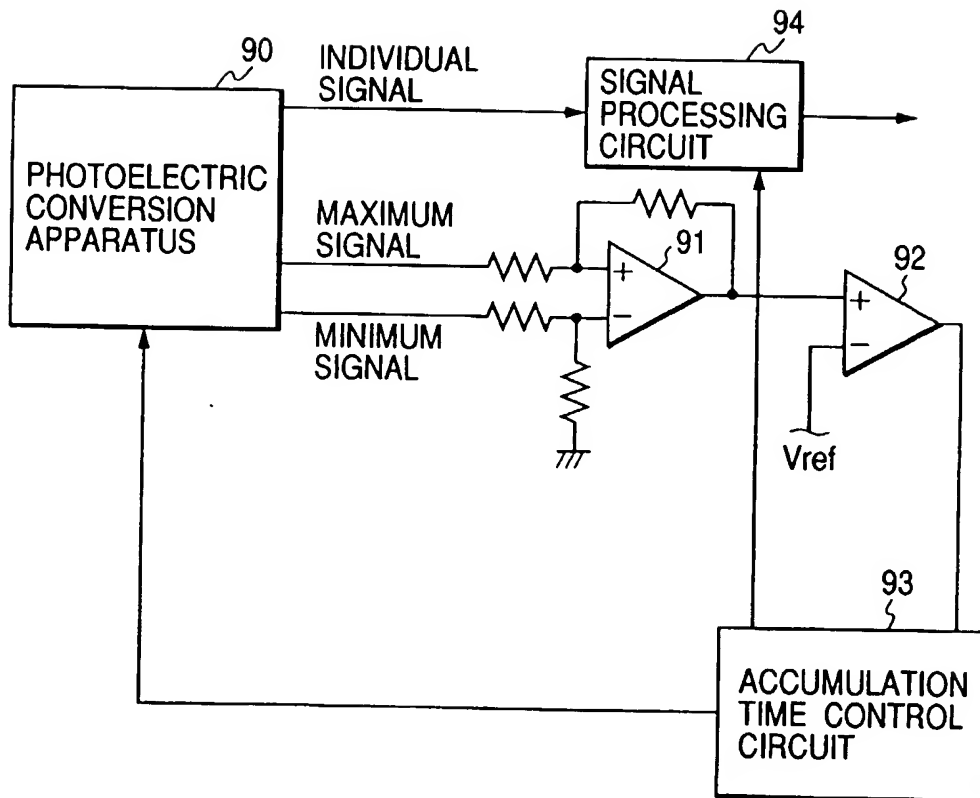 90
INDIVIDUAL
SIGNAL
94
SIGNAL
PROCESSING
CIRCUIT
PHOTOELECTRIC
CONVERSION
APPARATUS
MAXIMUM
SIGNAL
91
+
−
MINIMUM
SIGNAL
92
+
−
Vref
93
ACCUMULATION
TIME CONTROL
CIRCUIT